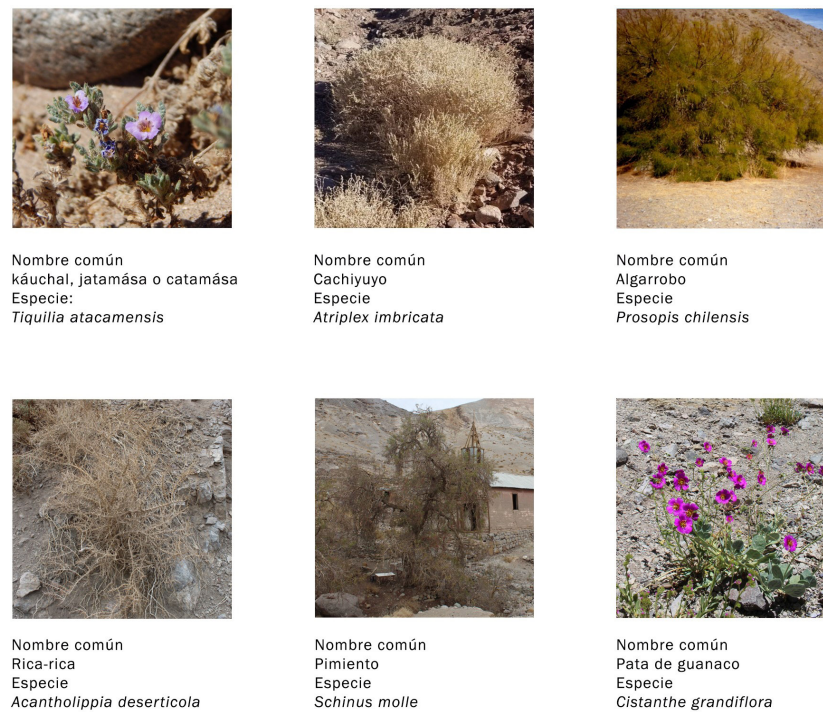 Nombre común
káuchal, jatamása o catamása
Especie:
Tiquilia atacamensis
Nombre común
Cachiyuyo
Especie
Atriplex imbricata
Nombre común
Algarrobo
Especie
Prosopis chilensis
Nombre común
Rica-rica
Especie
Acantholippia deserticola
Nombre común
Pimiento
Especie
Schinus molle
Nombre común
Pata de guanaco
Especie
Cistanthe grandiflora